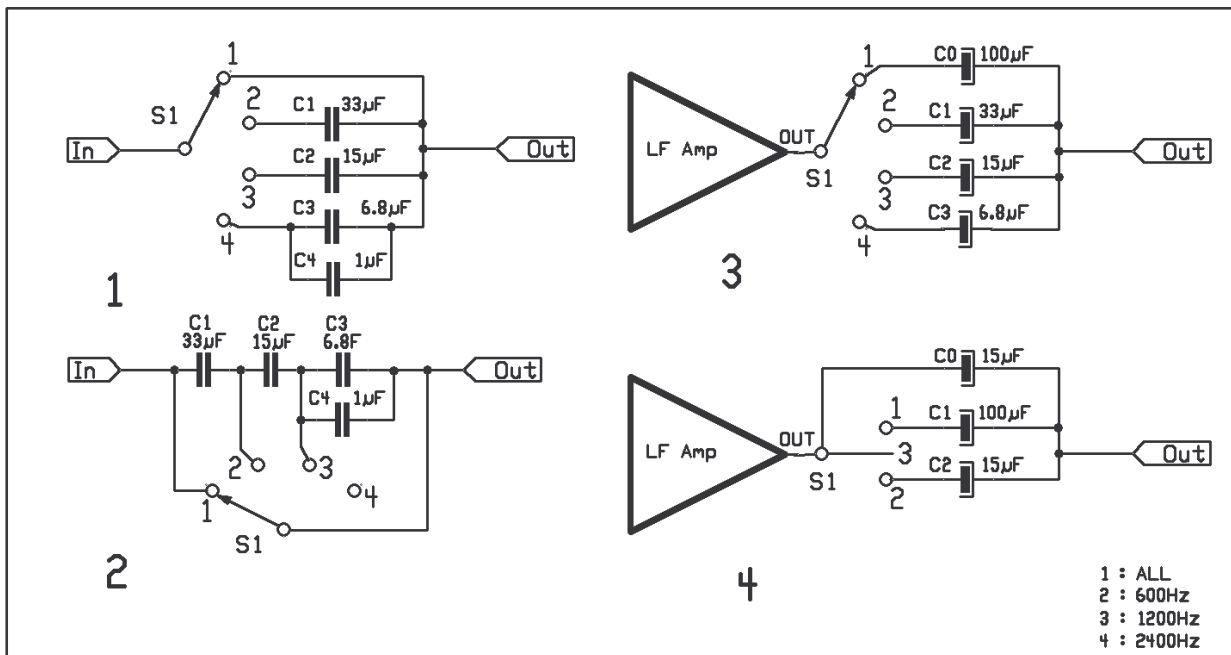 1
2
S1
C1 33µF
In
C2 15µF
Out
3
C3 6.8µF
4
C4 1µF
1
C1
33µF
C2
15µF
C3
6.8F
In
Out
C4 1µF
2
3
4
1
S1
2
LF Amp
OUT
S1
1
C0 100µF
2
C1 33µF
Out
C2 15µF
3
C3 6.8µF
4
3
LF Amp
OUT
S1
C0 15µF
1
C1 100µF
3
Out
C2 15µF
2
4
1 : ALL
2 : 600Hz
3 : 1200Hz
4 : 2400Hz